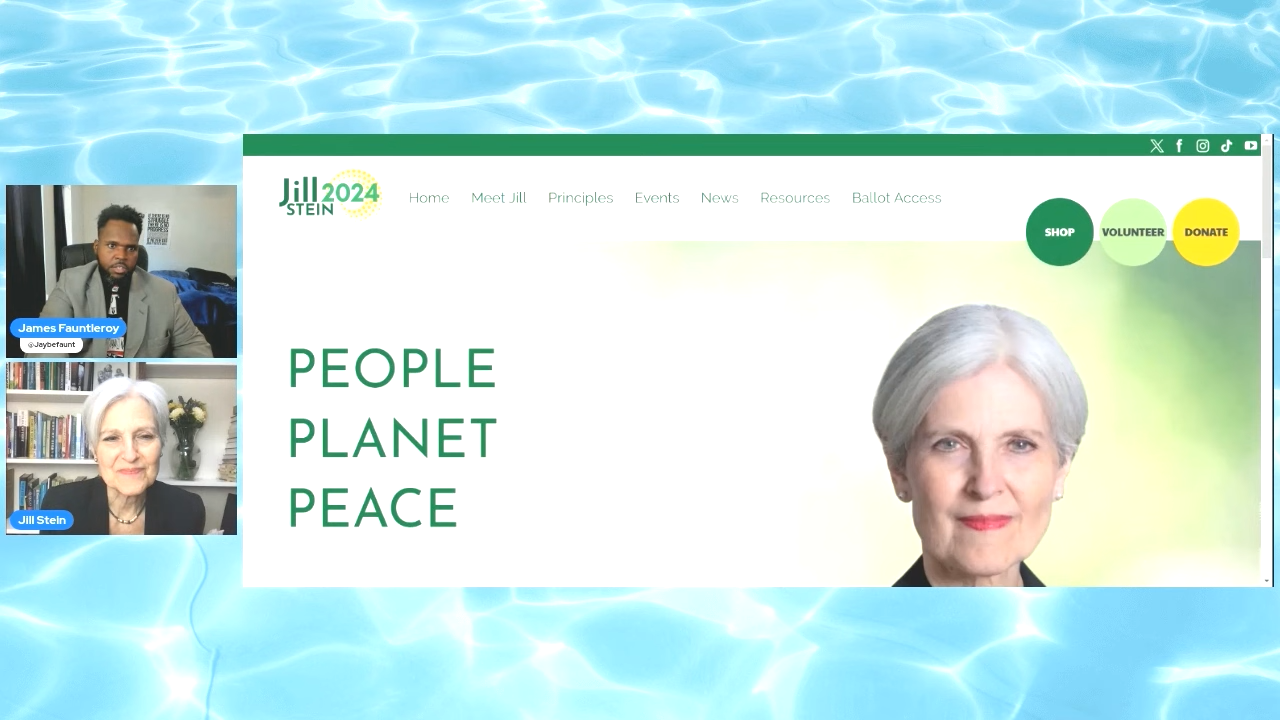 Jill 2024
STEIN
Home Meet Jill Principles Events News Resources Ballot Access
SHOP VOLUNTEER DONATE
PEOPLE
PLANET
PEACE
James Fauntleroy
@Jaybefaunt
Jill Stein